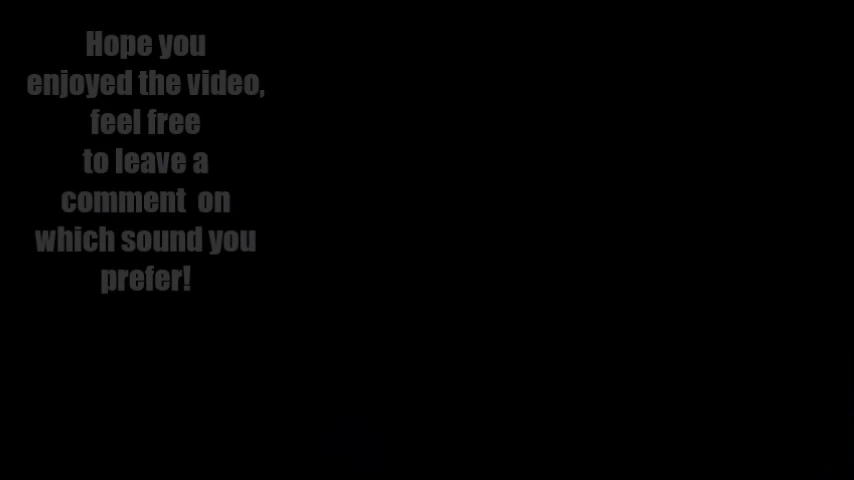 Hope you
enjoyed the video,
feel free
to leave a
comment  on
which sound you
prefer!